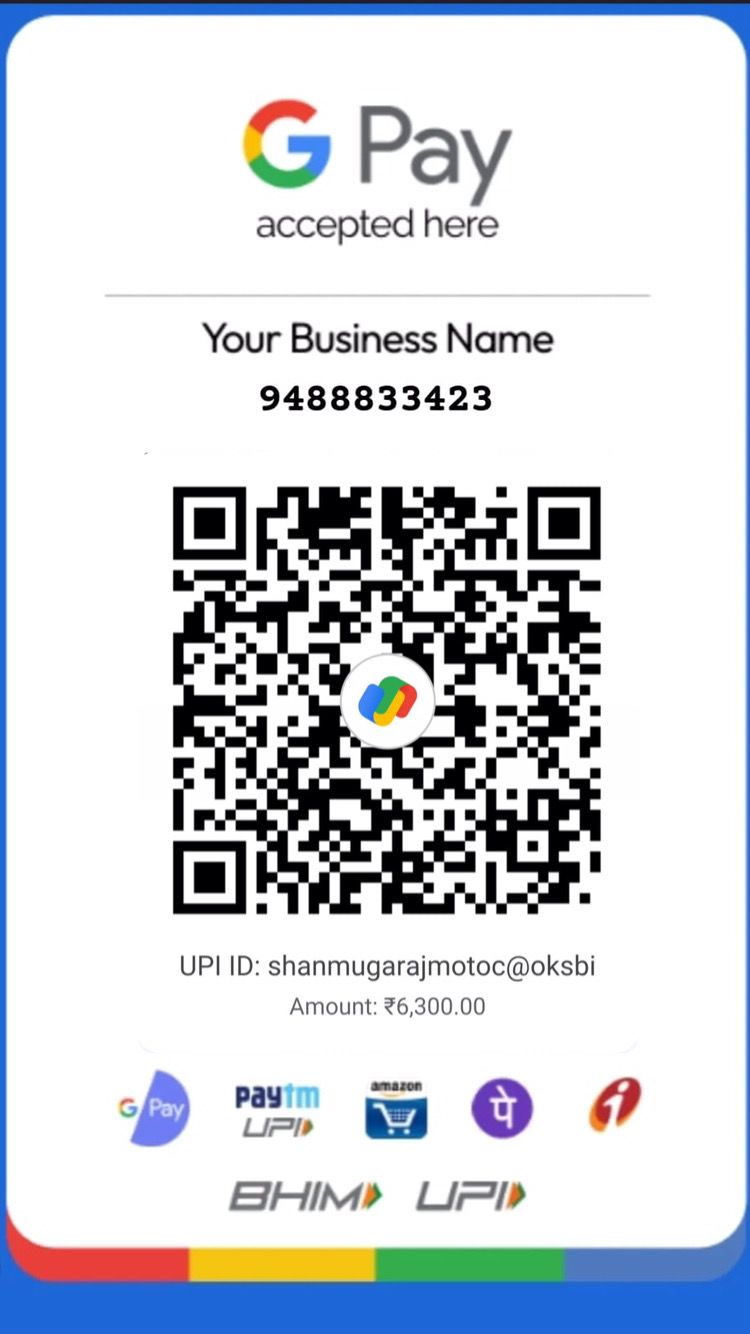 G Pay
accepted here
Your Business Name
9488833423
UPI ID: shanmugarajmotoc@oksbi
Amount: ₹6,300.00
G Pay
paytm
UPI
amazon
पे
i
BHIM UPI